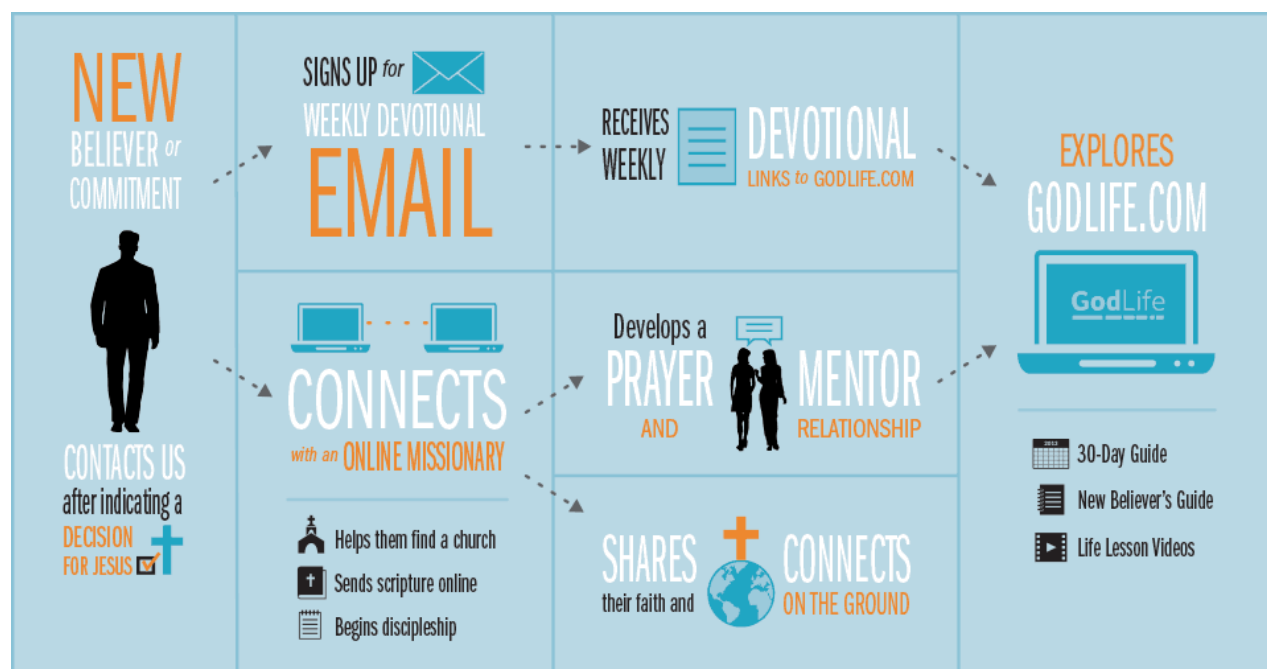 NEW
BELIEVER or
COMMITMENT
CONTACTS US
after indicating a
DECISION
FOR JESUS
SIGNS UP for
WEEKLY DEVOTIONAL
EMAIL
RECEIVES
WEEKLY
DEVOTIONAL
LINKS to GODLIFE.COM
CONNECTS
with an ONLINE MISSIONARY
Helps them find a church
Sends scripture online
Begins discipleship
Develops a
PRAYER
AND
MENTOR
RELATIONSHIP
SHARES
their faith and
CONNECTS
ON THE GROUND
EXPLORES
GODLIFE.COM
GodLife
2013
30-Day Guide
New Believer's Guide
Life Lesson Videos